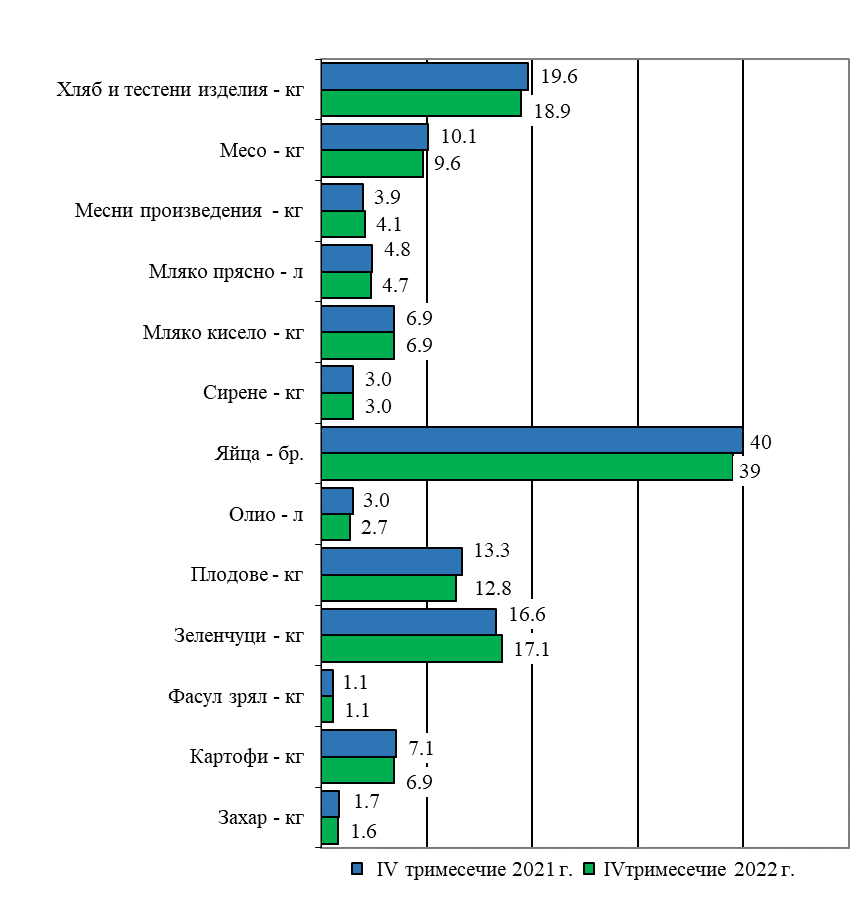 Хляб и тестени изделия - кг
19.6
18.9
Месо - кг
10.1
9.6
Месни произведения - кг
3.9
4.1
Мляко прясно - л
4.8
4.7
Мляко кисело - кг
6.9
6.9
Сирене - кг
3.0
3.0
Яйца - бр.
40
39
Олио - л
3.0
2.7
Плодове - кг
13.3
12.8
Зеленчуци - кг
16.6
17.1
Фасул зрял - кг
1.1
1.1
Картофи - кг
7.1
6.9
Захар - кг
1.7
1.6
IV тримесечие 2021 г. IVтримесечие 2022 г.